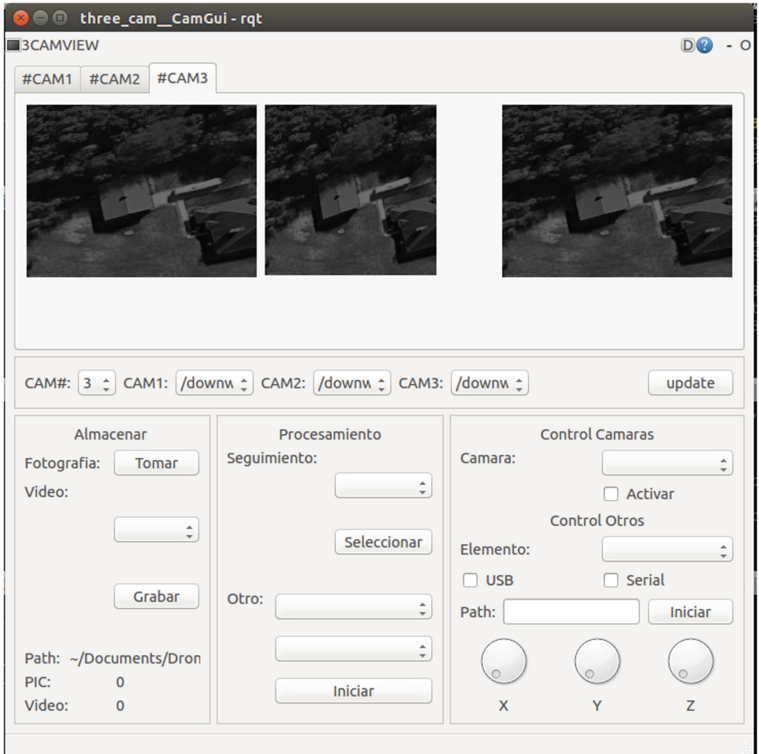 three_cam__CamGui - rqt
3CAMVIEW D ? - O
#CAM1 #CAM2 #CAM3
CAM#: 3 CAM1: /downw CAM2: /downw CAM3: /downw update
Almacenar
Fotografia: Tomar
Video:
Grabar
Path: ~/Documents/Dron
PIC: 0
Video: 0
Procesamiento
Seguimiento:
Seleccionar
Otro:
Iniciar
Control Camaras
Camara:
Activar
Control Otros
Elemento:
USB Serial
Path: Iniciar
X Y Z